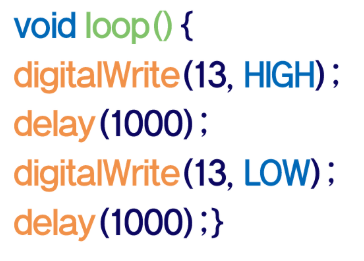 void loop() {
digitalWrite(13, HIGH) ;
delay(1000) ;
digitalWrite(13, LOW) ;
delay(1000) ;}